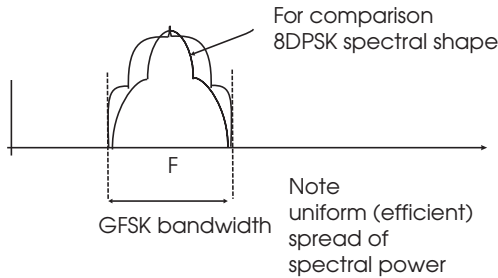 For comparison
8DPSK spectral shape
F
GFSK bandwidth
Note
uniform (efficient)
spread of
spectral power